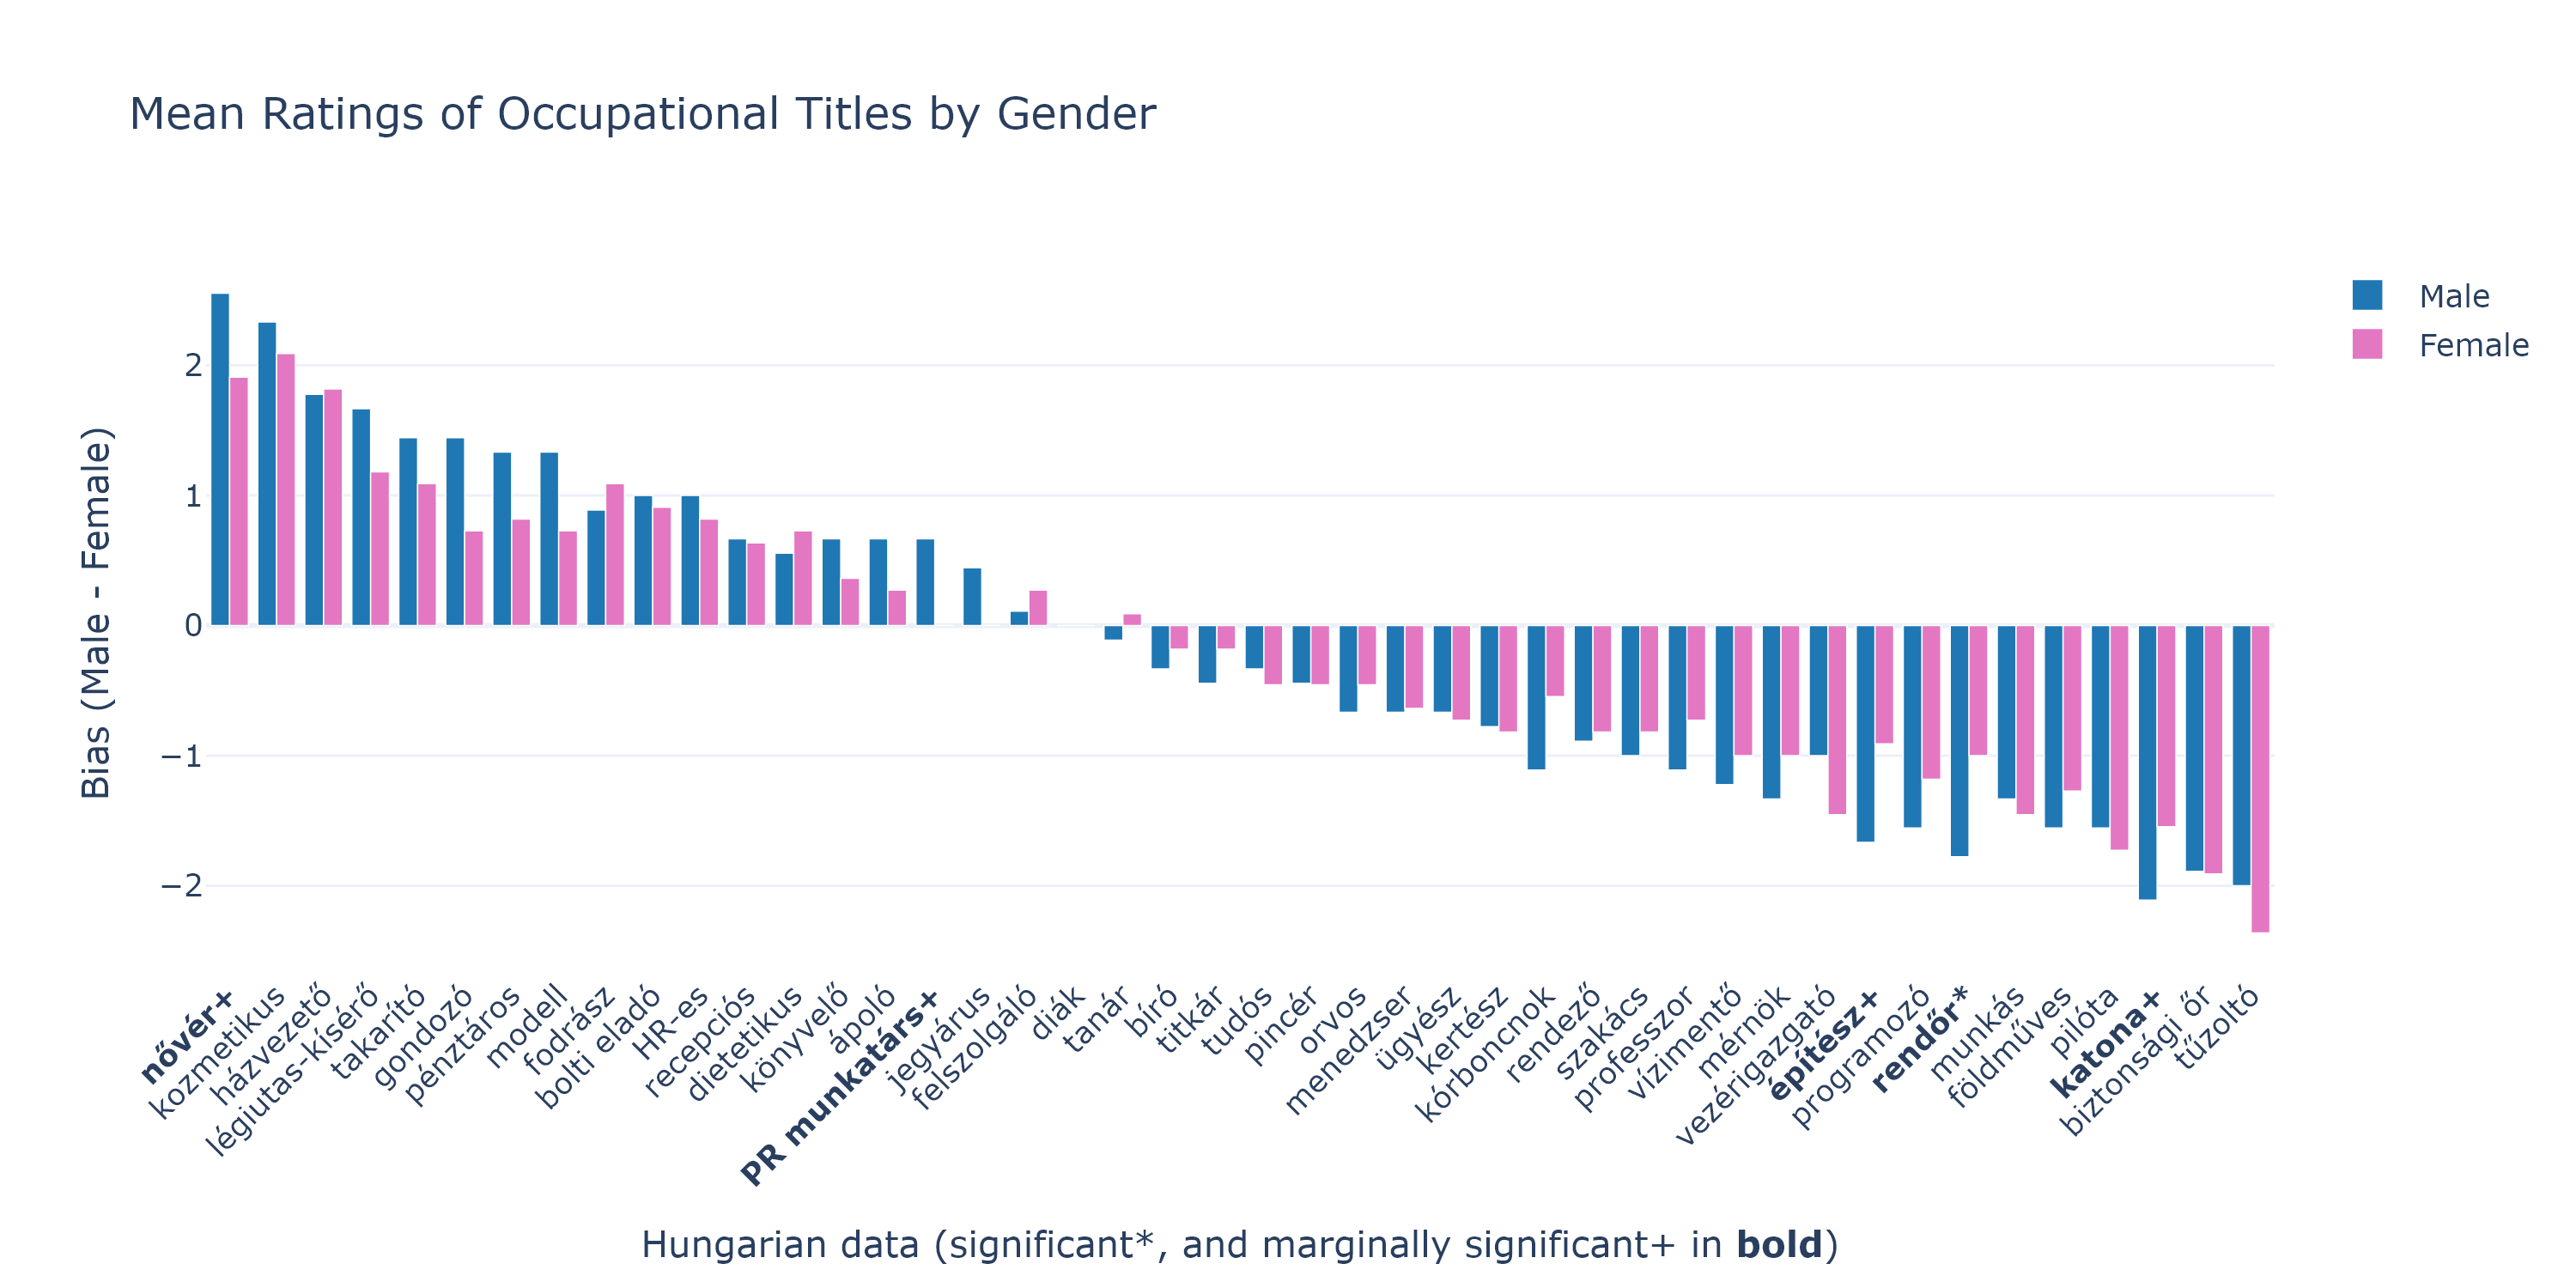 Mean Ratings of Occupational Titles by Gender
Male
Female
Bias (Male - Female)
2
1
0
−1
−2
nővér+
kozmetikus
házvezető
légiutas-kísérő
takarító
gondozó
pénztáros
modell
fodrász
bolti eladó
HR-es
recepciós
dietetikus
könyvelő
ápoló
PR munkatárs+
jegyárus
felszolgáló
diák
tanár
bíró
titkár
tudós
pincér
orvos
menedzser
ügyész
kertész
kórboncnok
rendező
szakács
professzor
vízimentő
mérnök
vezérigazgató
építész+
programozó
rendőr*
munkás
földműves
pilóta
katona+
biztonsági őr
tűzoltó
Hungarian data (significant*, and marginally significant+ in bold)